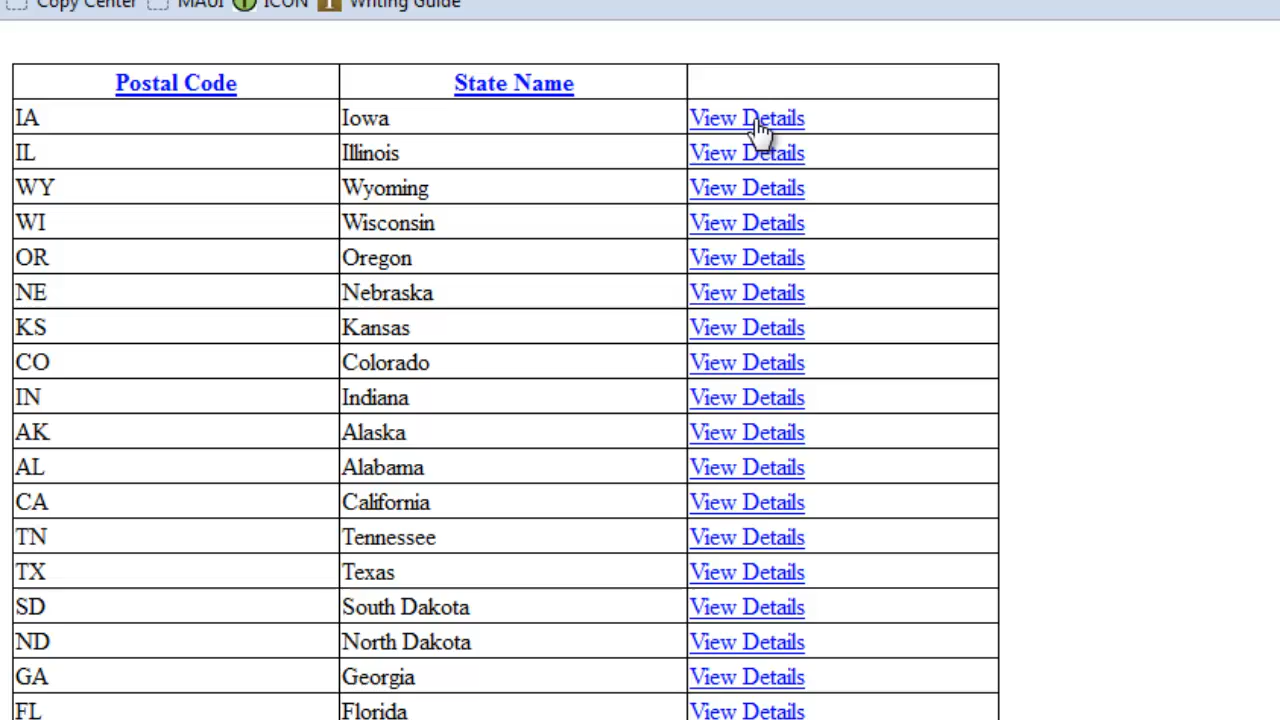 Copy Center MAUI ICON Writing Guide
Postal Code State Name
IA Iowa View Details
IL Illinois View Details
WY Wyoming View Details
WI Wisconsin View Details
OR Oregon View Details
NE Nebraska View Details
KS Kansas View Details
CO Colorado View Details
IN Indiana View Details
AK Alaska View Details
AL Alabama View Details
CA California View Details
TN Tennessee View Details
TX Texas View Details
SD South Dakota View Details
ND North Dakota View Details
GA Georgia View Details
FL Florida View Details